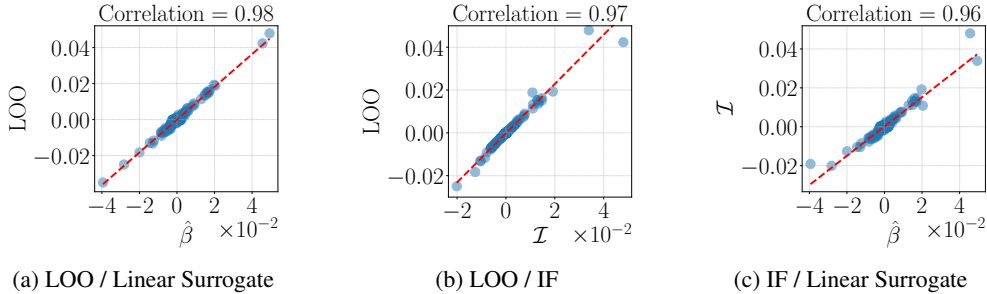 Correlation = 0.98
LOO
0.04
0.02
0.00
−0.02
−4 −2 0 2 4
β̂ ×10⁻²
(a) LOO / Linear Surrogate
Correlation = 0.97
LOO
0.04
0.02
0.00
−0.02
−2 0 2 4
ℐ ×10⁻²
(b) LOO / IF
Correlation = 0.96
ℐ
0.04
0.02
0.00
−0.02
−4 −2 0 2 4
β̂ ×10⁻²
(c) IF / Linear Surrogate